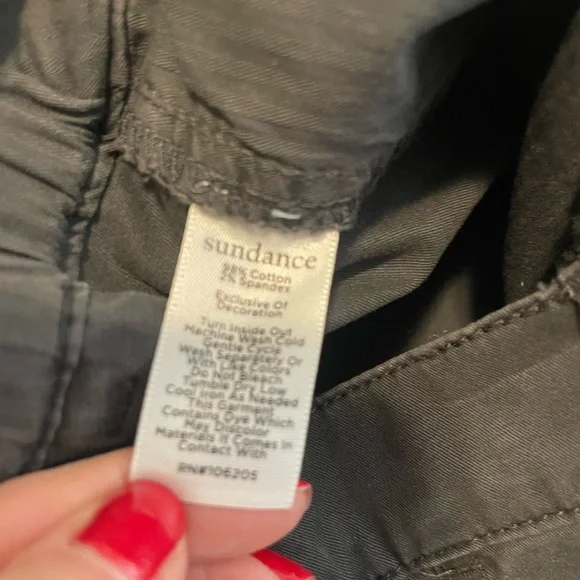 sundance
98% Cotton
2% Spandex
Exclusive Of
Decoration
Turn Inside Out
Machine Wash Cold
Gentle Cycle
Wash Separately Or
With Like Colors
Do Not Bleach
Tumble Dry Low
Cool Iron As Needed
This Garment
Contains Dye Which
May Discolor
Materials It Comes In
Contact With
RN#106205